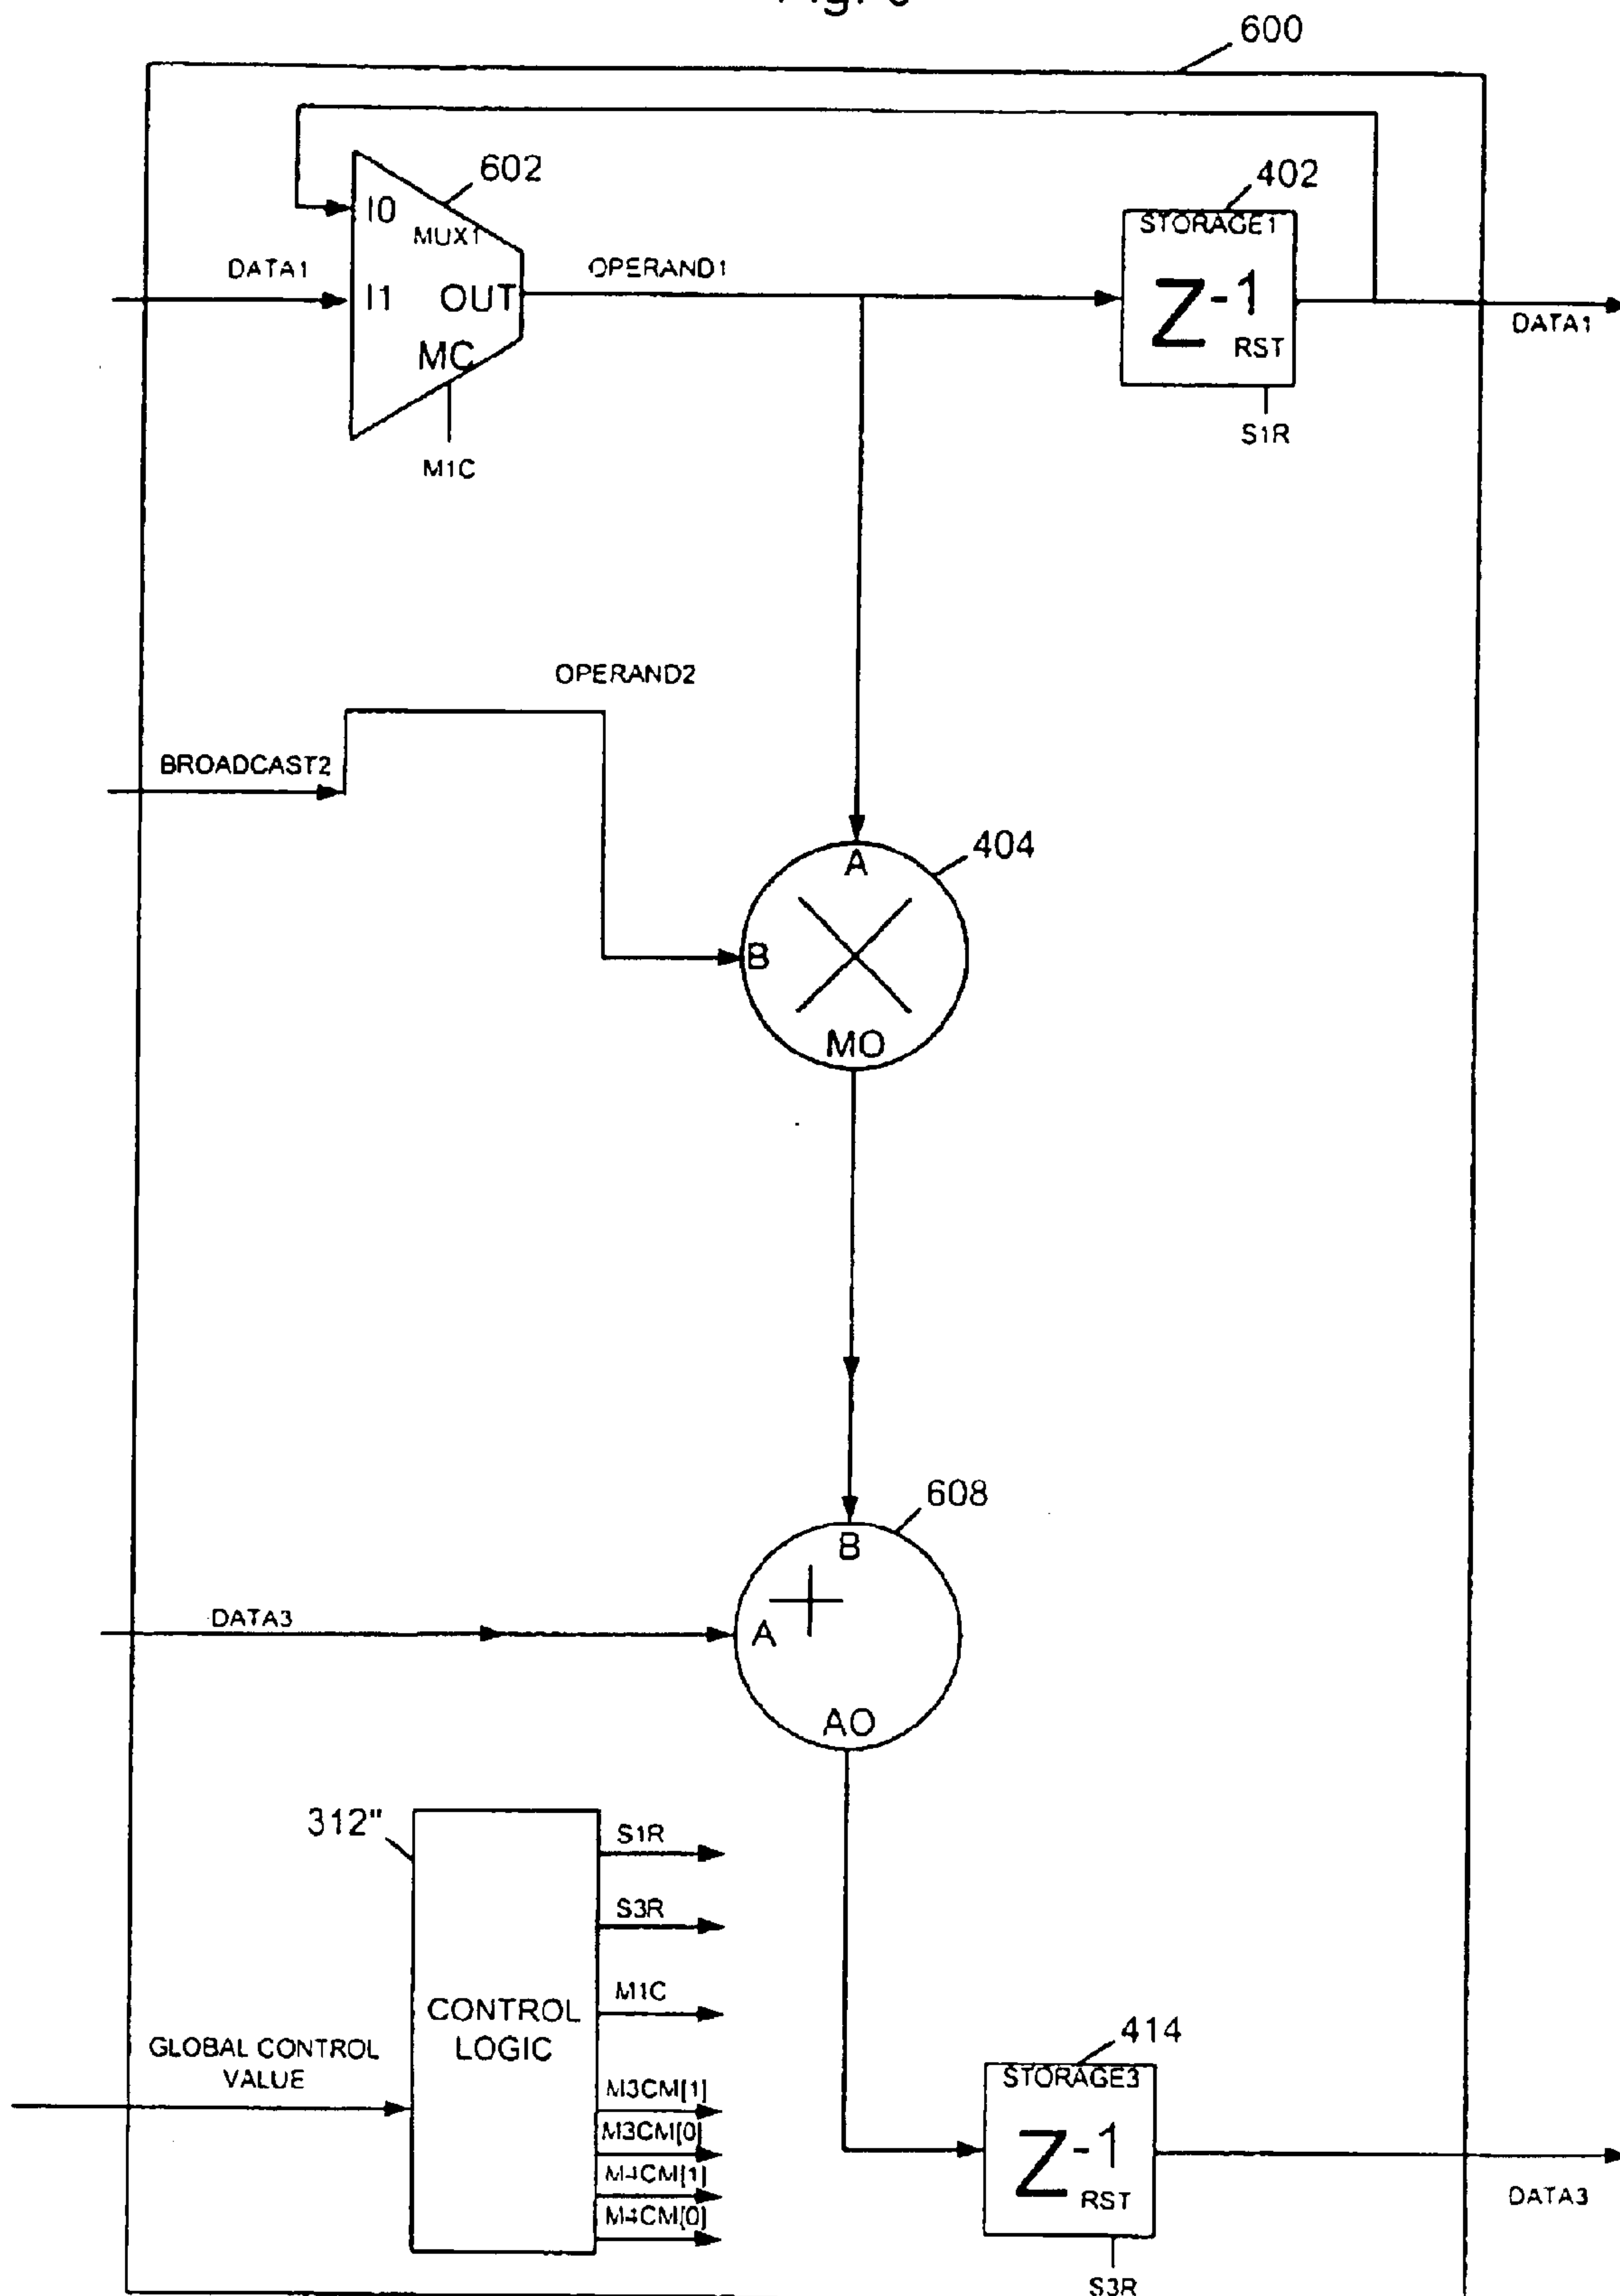 600
602
402
I0
MUX1
STORAGE1
DATA1
OPERAND1
I1 OUT
Z-1
RST
DATA1
MC
S1R
M1C
OPERAND2
BROADCAST2
404
A
B
MO
608
B
DATA3
A
AO
312"
S1R
S3R
M1C
CONTROL
LOGIC
GLOBAL CONTROL
VALUE
414
STORAGE3
M3CM[1]
M3CM[0]
Z-1
M4CM[1]
RST
DATA3
M4CM[0]
S3R